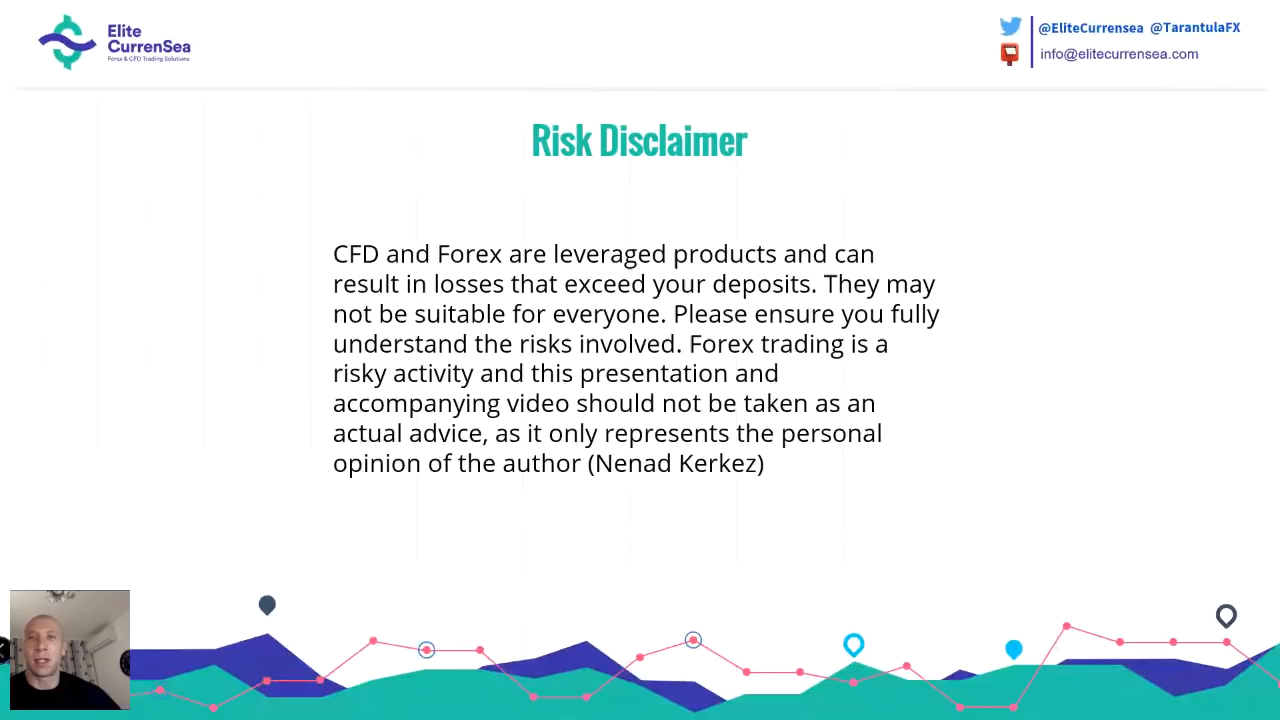 Elite
CurrenSea
Forex & CFD Trading Solutions
@EliteCurrensea @TarantulaFX
info@elitecurrensea.com
Risk Disclaimer
CFD and Forex are leveraged products and can
result in losses that exceed your deposits. They may
not be suitable for everyone. Please ensure you fully
understand the risks involved. Forex trading is a
risky activity and this presentation and
accompanying video should not be taken as an
actual advice, as it only represents the personal
opinion of the author (Nenad Kerkez)